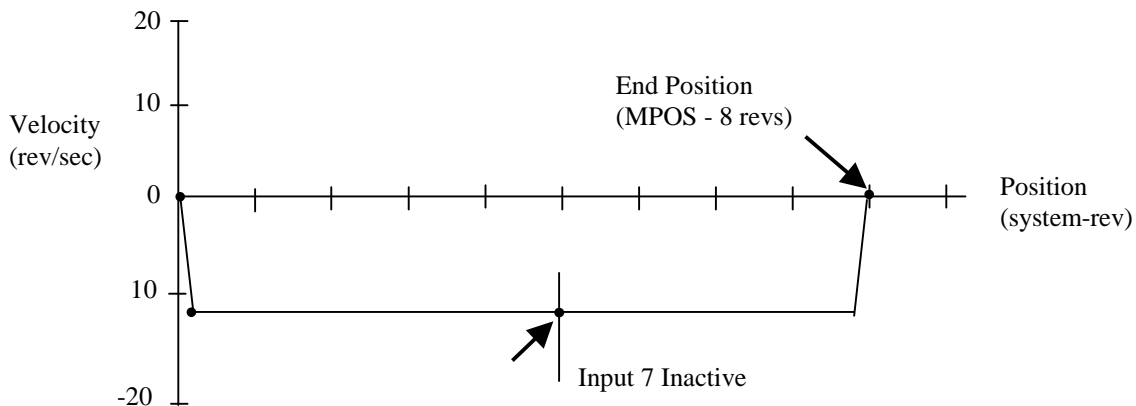 20
End Position
(MPOS - 8 revs)
10
Velocity
(rev/sec)
0
Position
(system-rev)
10
Input 7 Inactive
-20